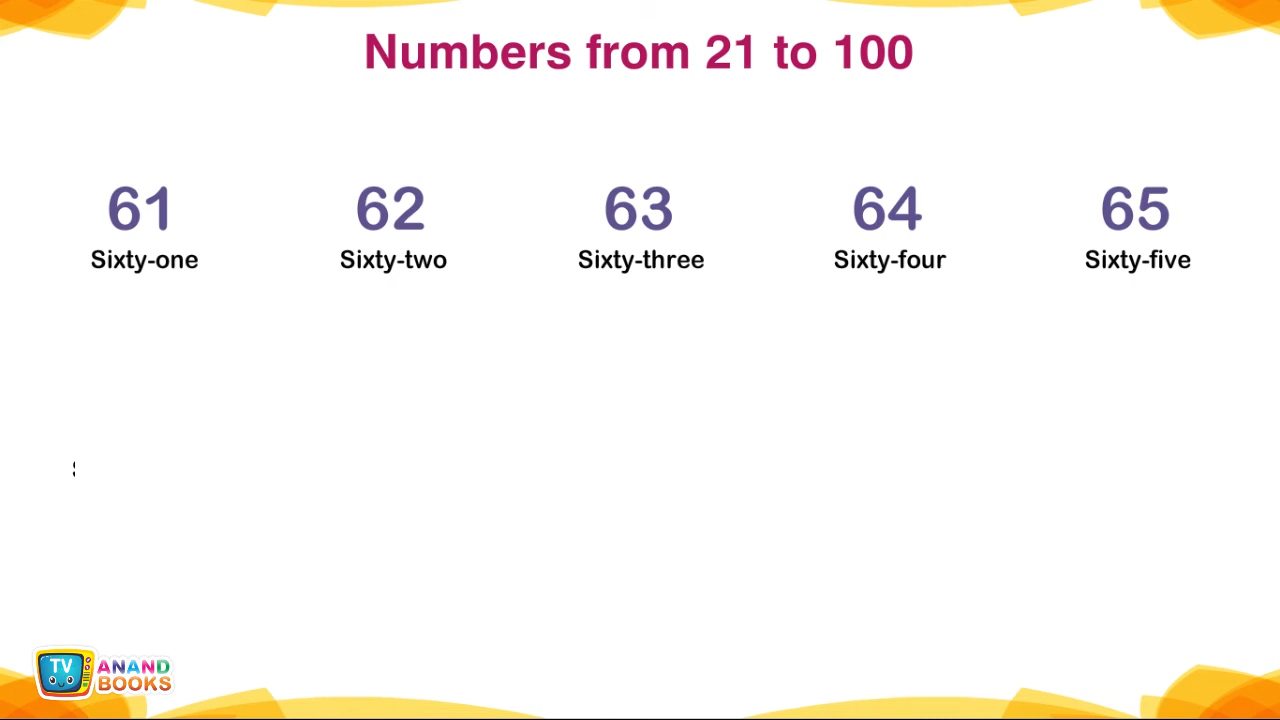 Numbers from 21 to 100
61 62 63 64 65
Sixty-one Sixty-two Sixty-three Sixty-four Sixty-five
TV ANAND
BOOKS